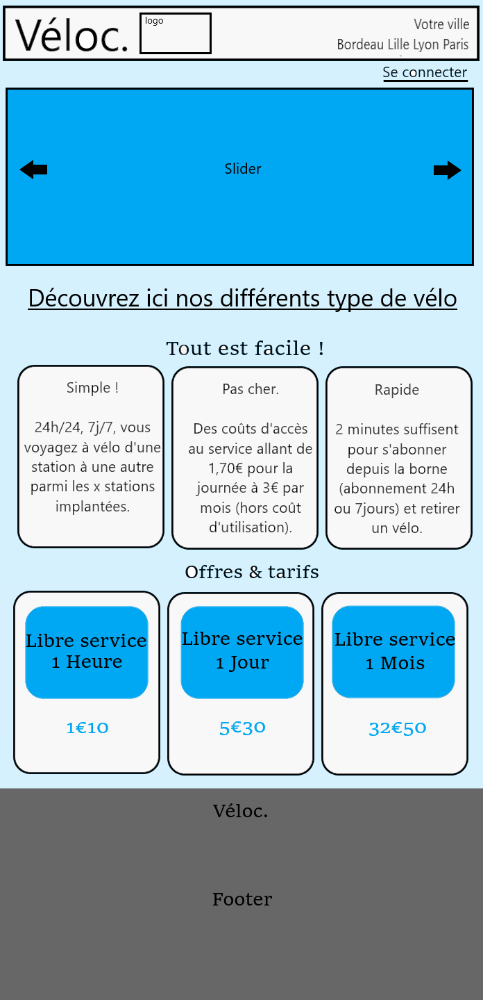 Véloc.
logo
Votre ville
Bordeau Lille Lyon Paris
Se connecter
Slider
Découvrez ici nos différents type de vélo
Tout est facile !
Simple !
24h/24, 7j/7, vous
voyagez à vélo d'une
station à une autre
parmi les x stations
implantées.
Pas cher.
Des coûts d'accès
au service allant de
1,70€ pour la
journée à 3€ par
mois (hors coût
d'utilisation).
Rapide
2 minutes suffisent
pour s'abonner
depuis la borne
(abonnement 24h
ou 7jours) et retirer
un vélo.
Offres & tarifs
Libre service
1 Heure
1€10
Libre service
1 Jour
5€30
Libre service
1 Mois
32€50
Véloc.
Footer